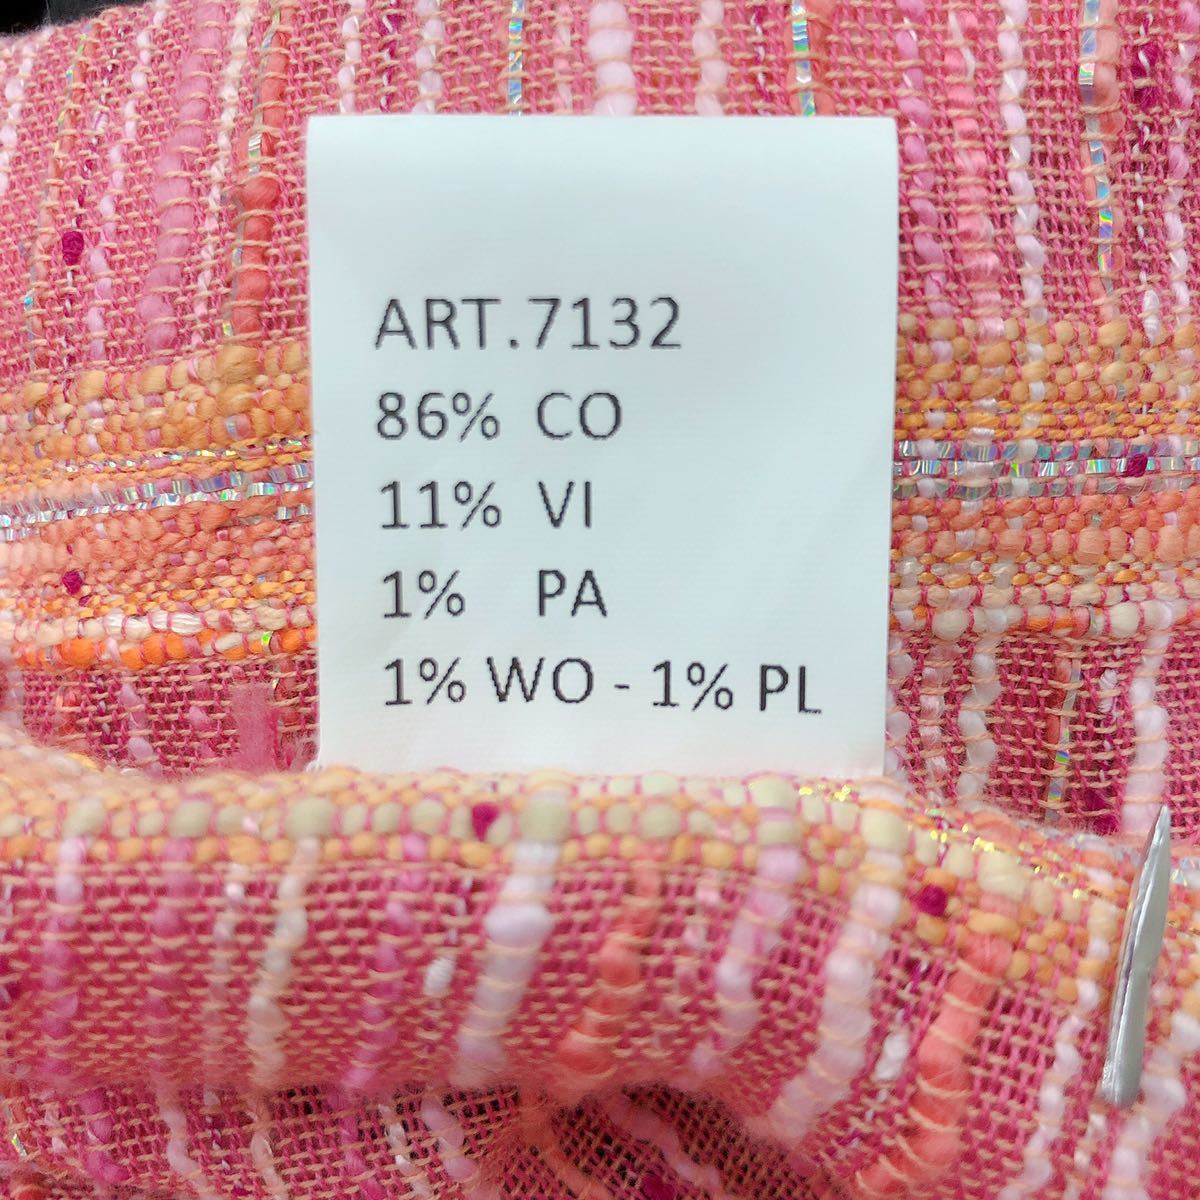 ART.7132
86% CO
11% VI
1% PA
1% WO - 1% PL